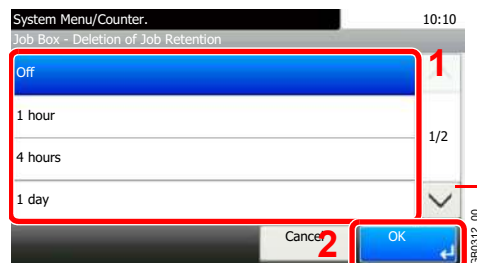 System Menu/Counter. 10:10
Job Box - Deletion of Job Retention
1
Off
1 hour
1/2
4 hours
1 day
Cancel 2 OK
GB0312_00